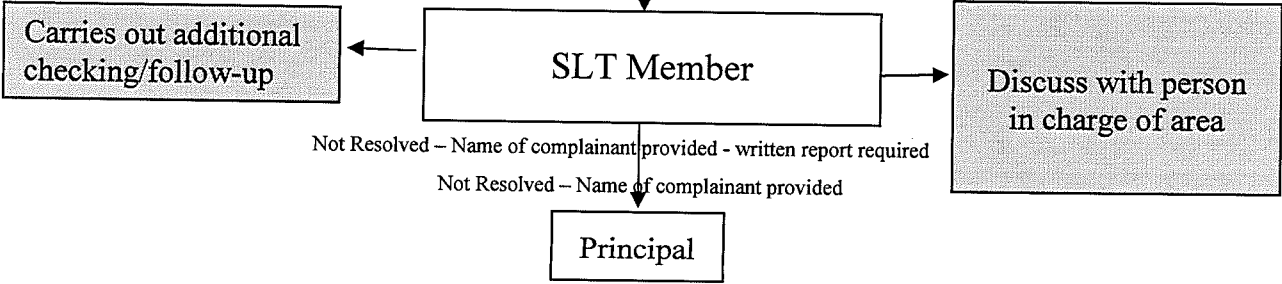 Carries out additional
checking/follow-up
SLT Member
Discuss with person
in charge of area
Not Resolved – Name of complainant provided - written report required
Not Resolved – Name of complainant provided
Principal